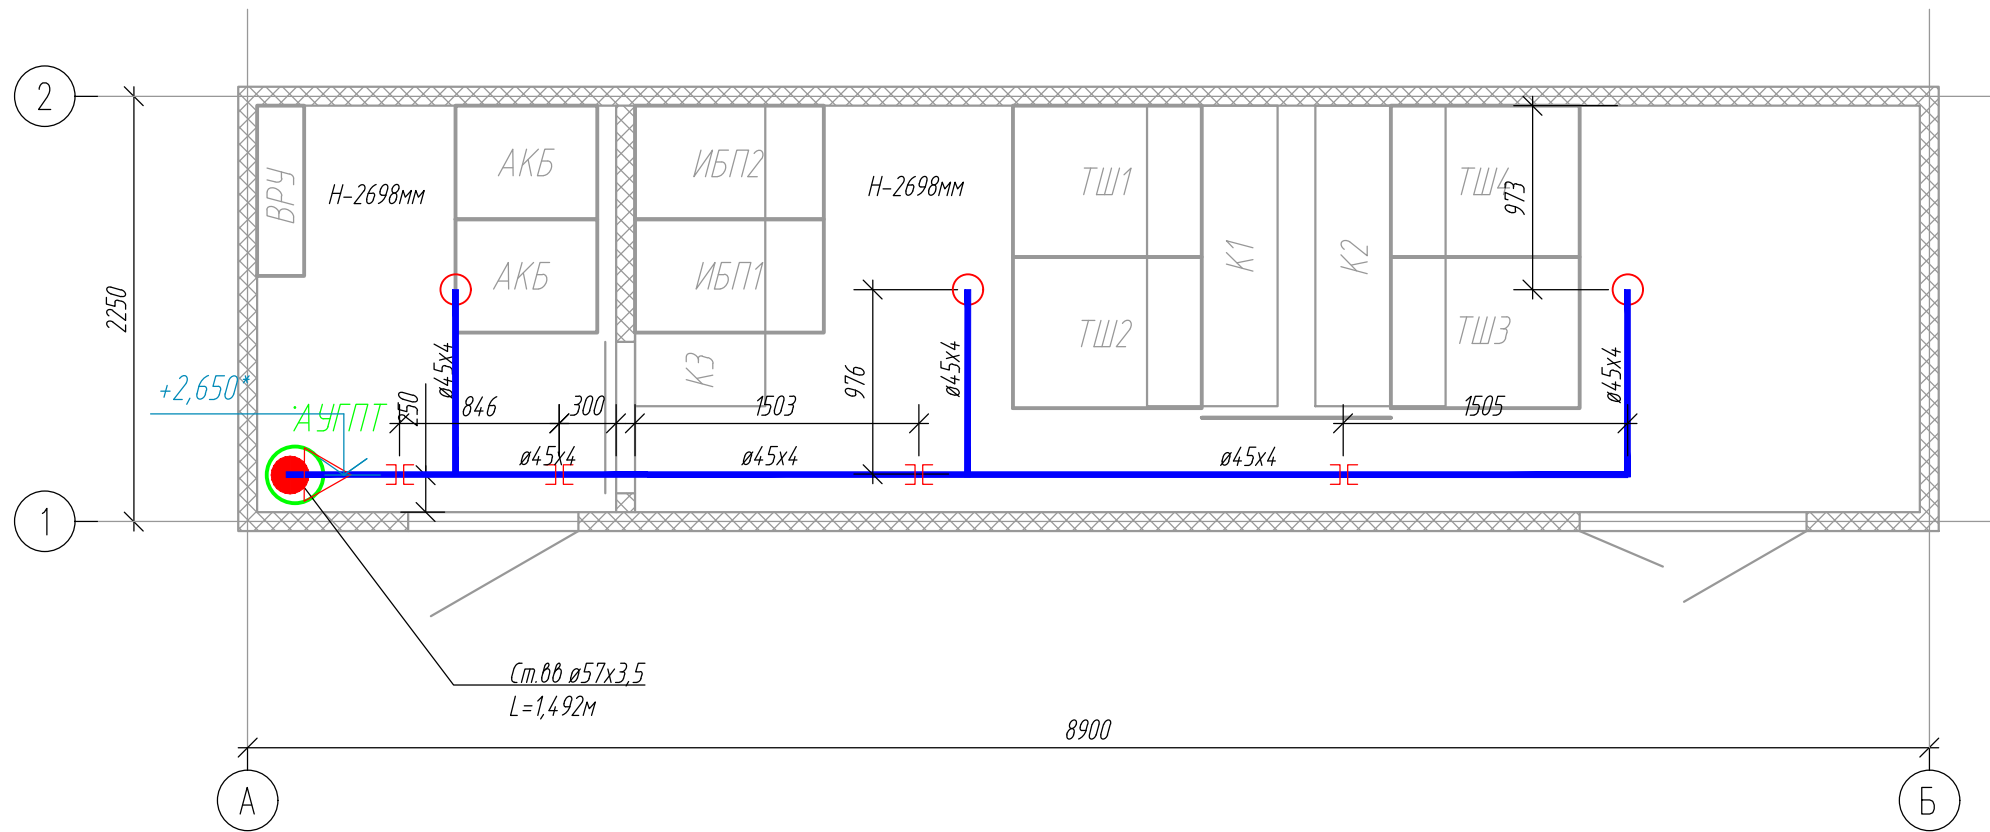 2
ВРУ
Н-2698мм
АКБ
ИБП2
Н-2698мм
ТШ1
К1
К2
ТШ4
973
АКБ
ИБП1
2250
+2,650*
АУГПТ
250
ø45х4
846
300
К3
1503
976
ø45х4
ТШ2
ТШ3
1505
ø45х4
ø45х4
ø45х4
ø45х4
1
Ст.вв ø57х3,5
L=1,492м
8900
А
Б